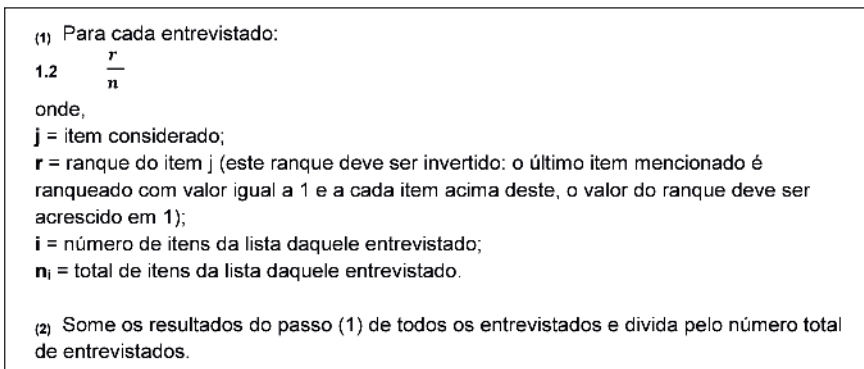 (1) Para cada entrevistado:
1.2 r/n
onde,
j = item considerado;
r = ranque do item j (este ranque deve ser invertido: o último item mencionado é
ranqueado com valor igual a 1 e a cada item acima deste, o valor do ranque deve ser
acrescido em 1);
i = número de itens da lista daquele entrevistado;
nᵢ = total de itens da lista daquele entrevistado.
(2) Some os resultados do passo (1) de todos os entrevistados e divida pelo número total
de entrevistados.